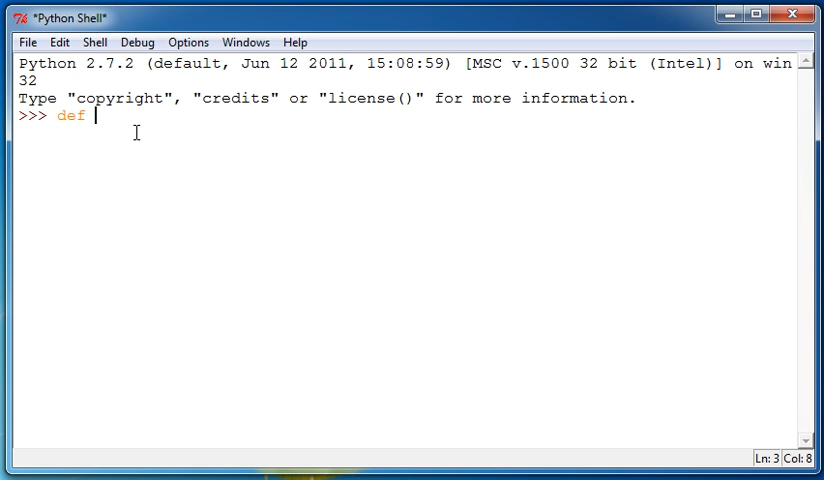 *Python Shell*
File Edit Shell Debug Options Windows Help
Python 2.7.2 (default, Jun 12 2011, 15:08:59) [MSC v.1500 32 bit (Intel)] on win
32
Type "copyright", "credits" or "license()" for more information.
>>> def
Ln: 3 Col: 8